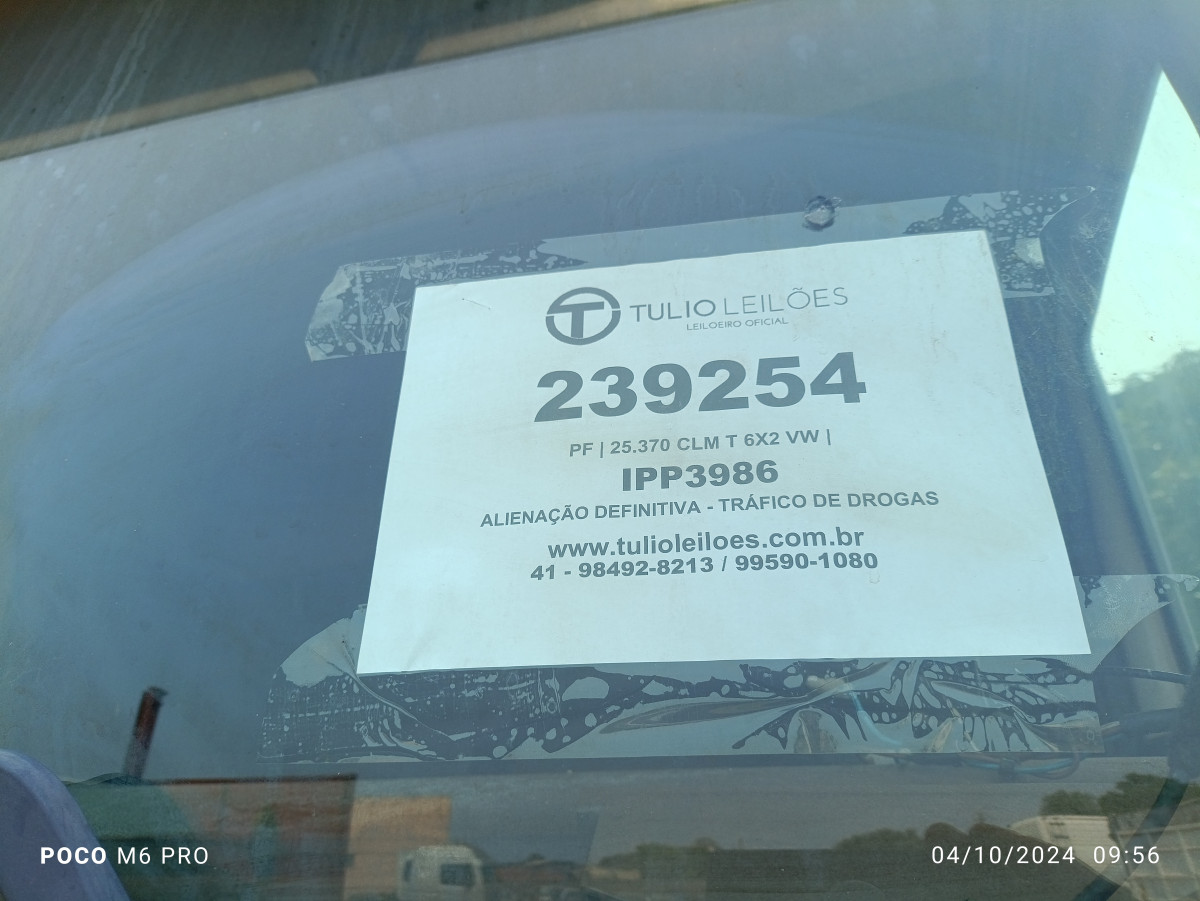 TULIO LEILÕES
LEILOEIRO OFICIAL
239254
PF | 25.370 CLM T 6X2 VW |
IPP3986
ALIENAÇÃO DEFINITIVA - TRÁFICO DE DROGAS
www.tulioleiloes.com.br
41 - 98492-8213 / 99590-1080
POCO M6 PRO
04/10/2024 09:56